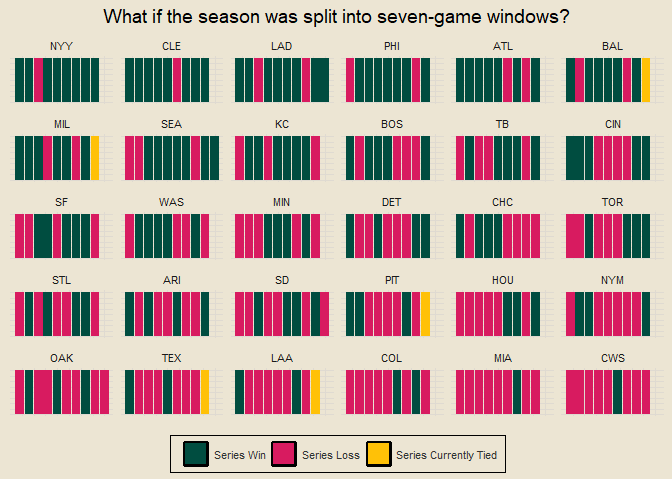 What if the season was split into seven-game windows?
NYY CLE LAD PHI ATL BAL
MIL SEA KC BOS TB CIN
SF WAS MIN DET CHC TOR
STL ARI SD PIT HOU NYM
OAK TEX LAA COL MIA CWS
Series Win Series Loss Series Currently Tied